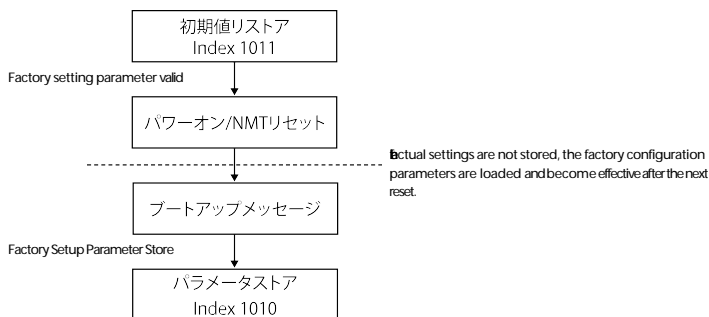 初期値リストア
Index 1011
Factory setting parameter valid
パワーオン/NMTリセット
actual settings are not stored, the factory configuration
parameters are loaded and become effective after the next
reset.
ブートアップメッセージ
Factory Setup Parameter Store
パラメータストア
Index 1010